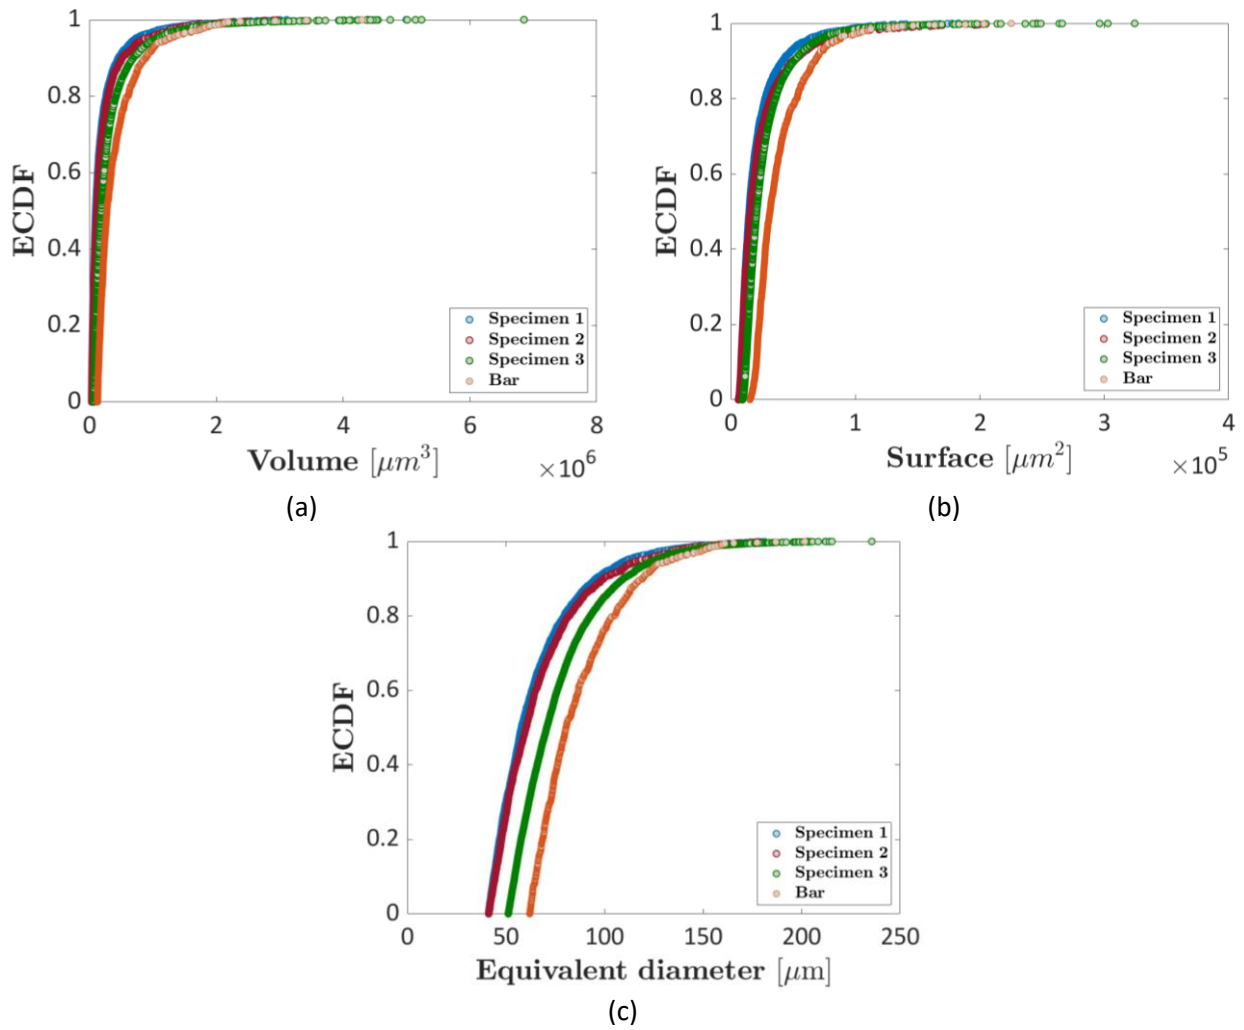 1
0.8
0.6
0.4
0.2
0
ECDF
0
2
4
6
8
Volume [μm³]
×10⁶
Specimen 1
Specimen 2
Specimen 3
Bar
(a)
1
0.8
0.6
0.4
0.2
0
ECDF
0
1
2
3
4
Surface [μm²]
×10⁵
Specimen 1
Specimen 2
Specimen 3
Bar
(b)
1
0.8
0.6
0.4
0.2
0
ECDF
0
50
100
150
200
250
Equivalent diameter [μm]
Specimen 1
Specimen 2
Specimen 3
Bar
(c)